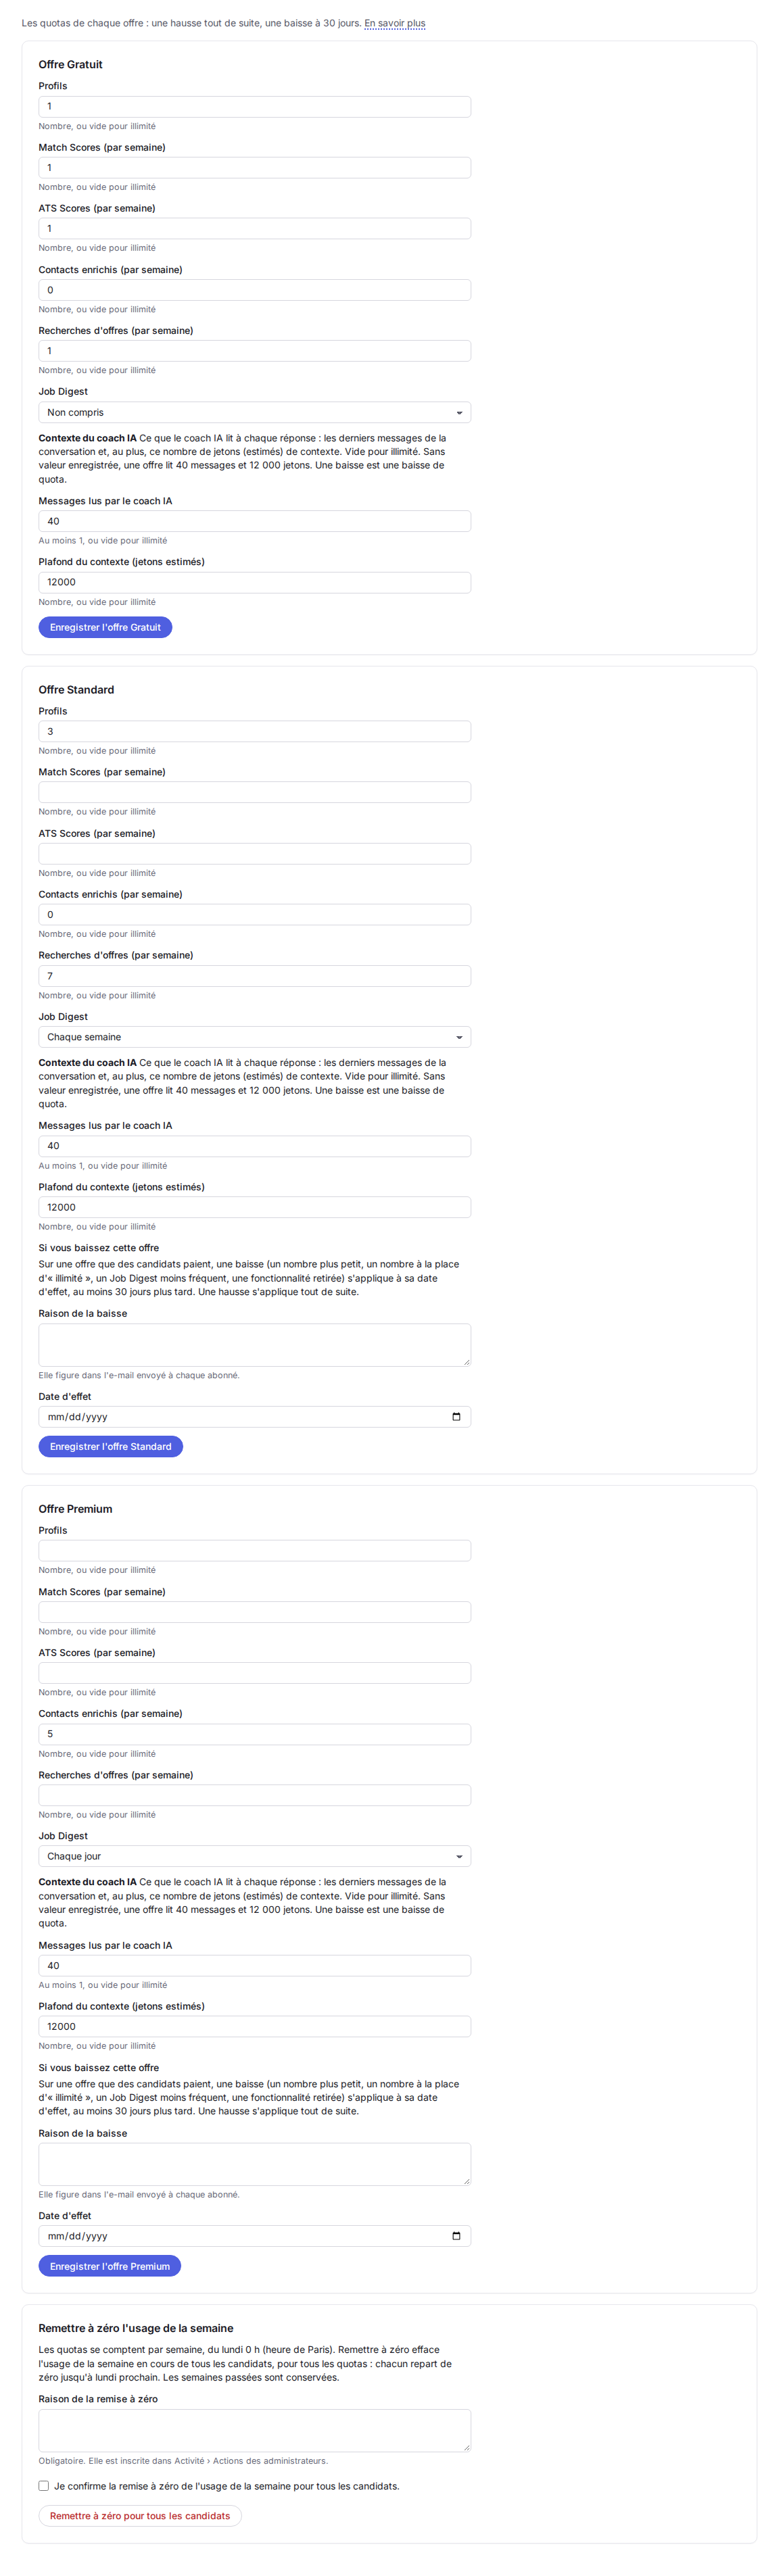 Les quotas de chaque offre : une hausse tout de suite, une baisse à 30 jours. En savoir plus
Offre Gratuit
Profils
1
Nombre, ou vide pour illimité
Match Scores (par semaine)
1
Nombre, ou vide pour illimité
ATS Scores (par semaine)
1
Nombre, ou vide pour illimité
Contacts enrichis (par semaine)
0
Nombre, ou vide pour illimité
Recherches d'offres (par semaine)
1
Nombre, ou vide pour illimité
Job Digest
Non compris
Contexte du coach IA Ce que le coach IA lit à chaque réponse : les derniers messages de la
conversation et, au plus, ce nombre de jetons (estimés) de contexte. Vide pour illimité. Sans
valeur enregistrée, une offre lit 40 messages et 12 000 jetons. Une baisse est une baisse de
quota.
Messages lus par le coach IA
40
Au moins 1, ou vide pour illimité
Plafond du contexte (jetons estimés)
12000
Nombre, ou vide pour illimité
Enregistrer l'offre Gratuit
Offre Standard
Profils
3
Nombre, ou vide pour illimité
Match Scores (par semaine)
Nombre, ou vide pour illimité
ATS Scores (par semaine)
Nombre, ou vide pour illimité
Contacts enrichis (par semaine)
0
Nombre, ou vide pour illimité
Recherches d'offres (par semaine)
7
Nombre, ou vide pour illimité
Job Digest
Chaque semaine
Contexte du coach IA Ce que le coach IA lit à chaque réponse : les derniers messages de la
conversation et, au plus, ce nombre de jetons (estimés) de contexte. Vide pour illimité. Sans
valeur enregistrée, une offre lit 40 messages et 12 000 jetons. Une baisse est une baisse de
quota.
Messages lus par le coach IA
40
Au moins 1, ou vide pour illimité
Plafond du contexte (jetons estimés)
12000
Nombre, ou vide pour illimité
Si vous baissez cette offre
Sur une offre que des candidats paient, une baisse (un nombre plus petit, un nombre à la place
d'« illimité », un Job Digest moins fréquent, une fonctionnalité retirée) s'applique à sa date
d'effet, au moins 30 jours plus tard. Une hausse s'applique tout de suite.
Raison de la baisse
Elle figure dans l'e-mail envoyé à chaque abonné.
Date d'effet
mm/dd/yyyy
Enregistrer l'offre Standard
Offre Premium
Profils
Nombre, ou vide pour illimité
Match Scores (par semaine)
Nombre, ou vide pour illimité
ATS Scores (par semaine)
Nombre, ou vide pour illimité
Contacts enrichis (par semaine)
5
Nombre, ou vide pour illimité
Recherches d'offres (par semaine)
Nombre, ou vide pour illimité
Job Digest
Chaque jour
Contexte du coach IA Ce que le coach IA lit à chaque réponse : les derniers messages de la
conversation et, au plus, ce nombre de jetons (estimés) de contexte. Vide pour illimité. Sans
valeur enregistrée, une offre lit 40 messages et 12 000 jetons. Une baisse est une baisse de
quota.
Messages lus par le coach IA
40
Au moins 1, ou vide pour illimité
Plafond du contexte (jetons estimés)
12000
Nombre, ou vide pour illimité
Si vous baissez cette offre
Sur une offre que des candidats paient, une baisse (un nombre plus petit, un nombre à la place
d'« illimité », un Job Digest moins fréquent, une fonctionnalité retirée) s'applique à sa date
d'effet, au moins 30 jours plus tard. Une hausse s'applique tout de suite.
Raison de la baisse
Elle figure dans l'e-mail envoyé à chaque abonné.
Date d'effet
mm/dd/yyyy
Enregistrer l'offre Premium
Remettre à zéro l'usage de la semaine
Les quotas se comptent par semaine, du lundi 0 h (heure de Paris). Remettre à zéro efface
l'usage de la semaine en cours de tous les candidats, pour tous les quotas : chacun repart de
zéro jusqu'à lundi prochain. Les semaines passées sont conservées.
Raison de la remise à zéro
Obligatoire. Elle est inscrite dans Activité › Actions des administrateurs.
Je confirme la remise à zéro de l'usage de la semaine pour tous les candidats.
Remettre à zéro pour tous les candidats